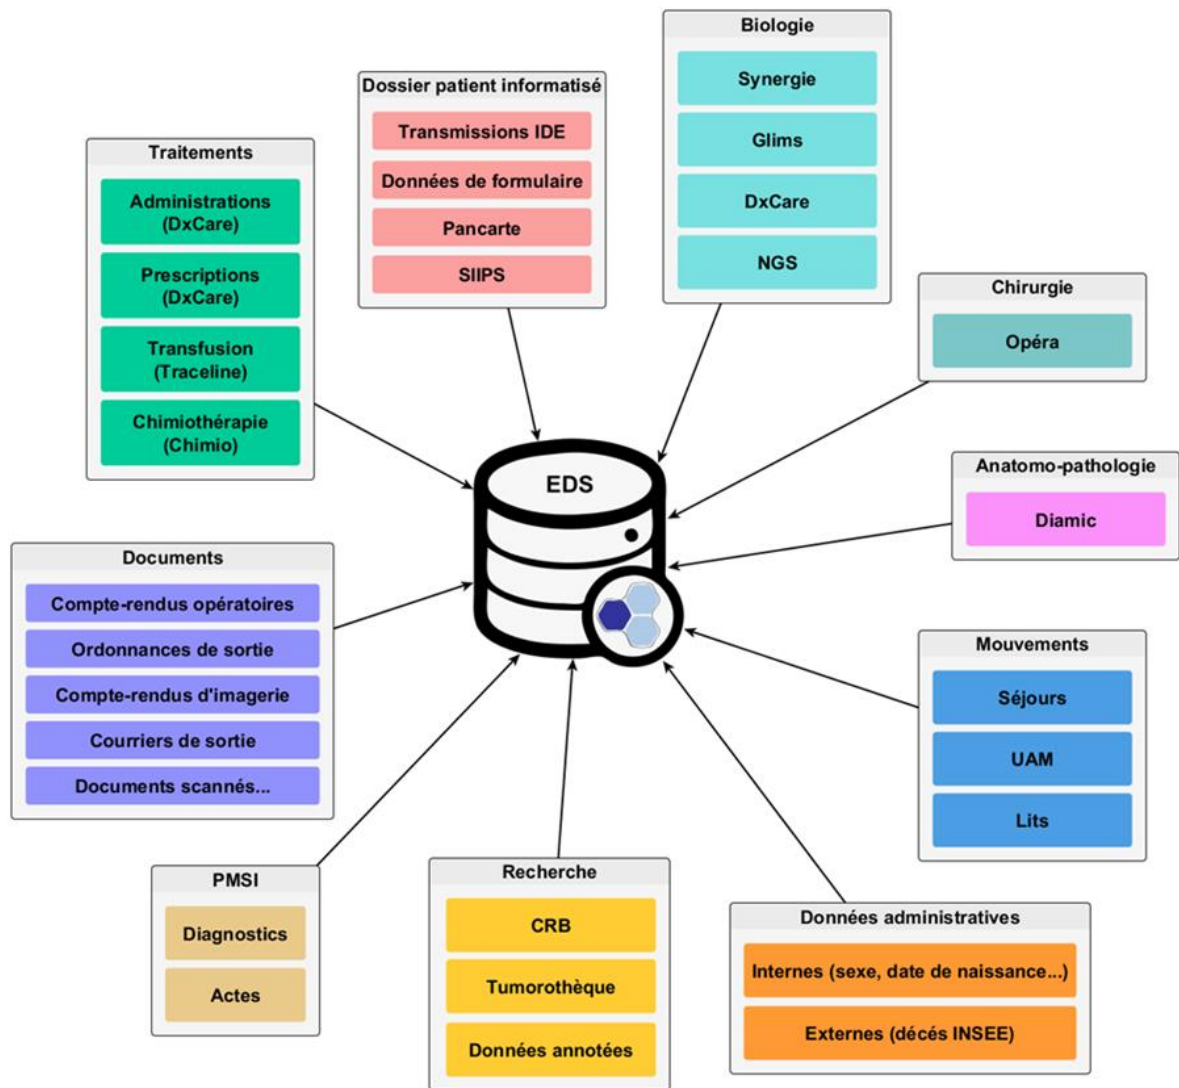 Biologie
Synergie
Glims
DxCare
NGS
Dossier patient informatisé
Transmissions IDE
Données de formulaire
Pancarte
SIIPS
Traitements
Administrations
(DxCare)
Prescriptions
(DxCare)
Transfusion
(Traceline)
Chimiothérapie
(Chimio)
Chirurgie
Opéra
EDS
Anatomo-pathologie
Diamic
Documents
Compte-rendus opératoires
Ordonnances de sortie
Compte-rendus d'imagerie
Courriers de sortie
Documents scannés...
Mouvements
Séjours
UAM
Lits
PMSI
Diagnostics
Actes
Recherche
CRB
Tumorothèque
Données annotées
Données administratives
Internes (sexe, date de naissance...)
Externes (décés INSEE)